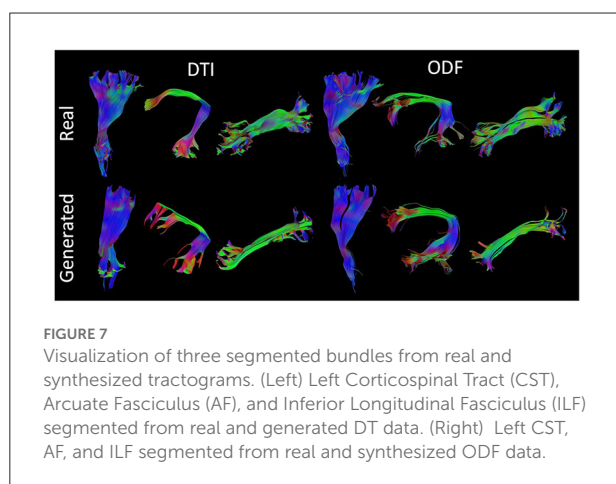 DTI
ODF
Real
Generated
FIGURE 7
Visualization of three segmented bundles from real and
synthesized tractograms. (Left) Left Corticospinal Tract (CST),
Arcuate Fasciculus (AF), and Inferior Longitudinal Fasciculus (ILF)
segmented from real and generated DT data. (Right) Left CST,
AF, and ILF segmented from real and synthesized ODF data.